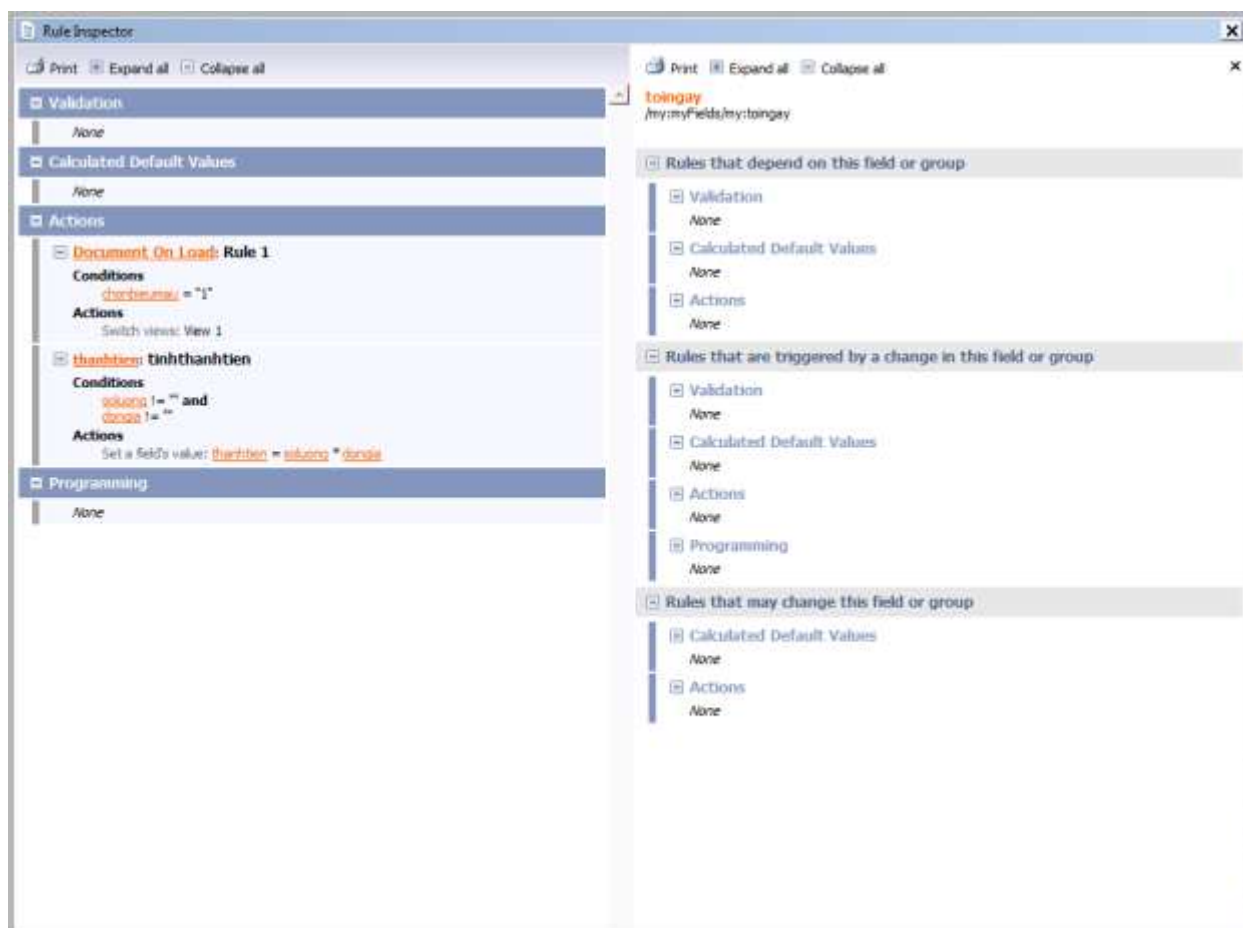 Rule Inspector
Print Expand all Collapse all
Validation
None
Calculated Default Values
None
Actions
Document On Load: Rule 1
Conditions
chonbieumau = "1"
Actions
Switch views: View 1
thanhtien: tinhthanhtien
Conditions
soluong != "" and
dongia != ""
Actions
Set a field's value: thanhtien = soluong * dongia
Programming
None
Print Expand all Collapse all
toingay
/my:myFields/my:toingay
Rules that depend on this field or group
Validation
None
Calculated Default Values
None
Actions
None
Rules that are triggered by a change in this field or group
Validation
None
Calculated Default Values
None
Actions
None
Programming
None
Rules that may change this field or group
Calculated Default Values
None
Actions
None